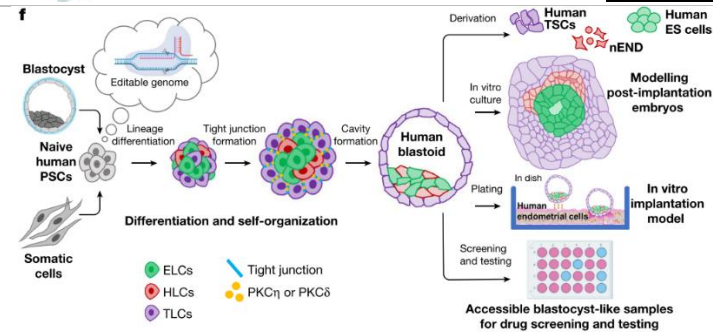 f
Editable genome
Blastocyst
Naive
human
PSCs
Somatic
cells
Lineage
differentiation
Tight junction
formation
Cavity
formation
Differentiation and self-organization
ELCs
HLCs
TLCs
Tight junction
PKCη or PKCδ
Human
blastoid
Derivation
Human
TSCs
nEND
Human
ES cells
In vitro
culture
Modelling
post-implantation
embryos
Plating
In dish
Human
endometrial cells
In vitro
implantation
model
Screening
and testing
Accessible blastocyst-like samples
for drug screening and testing